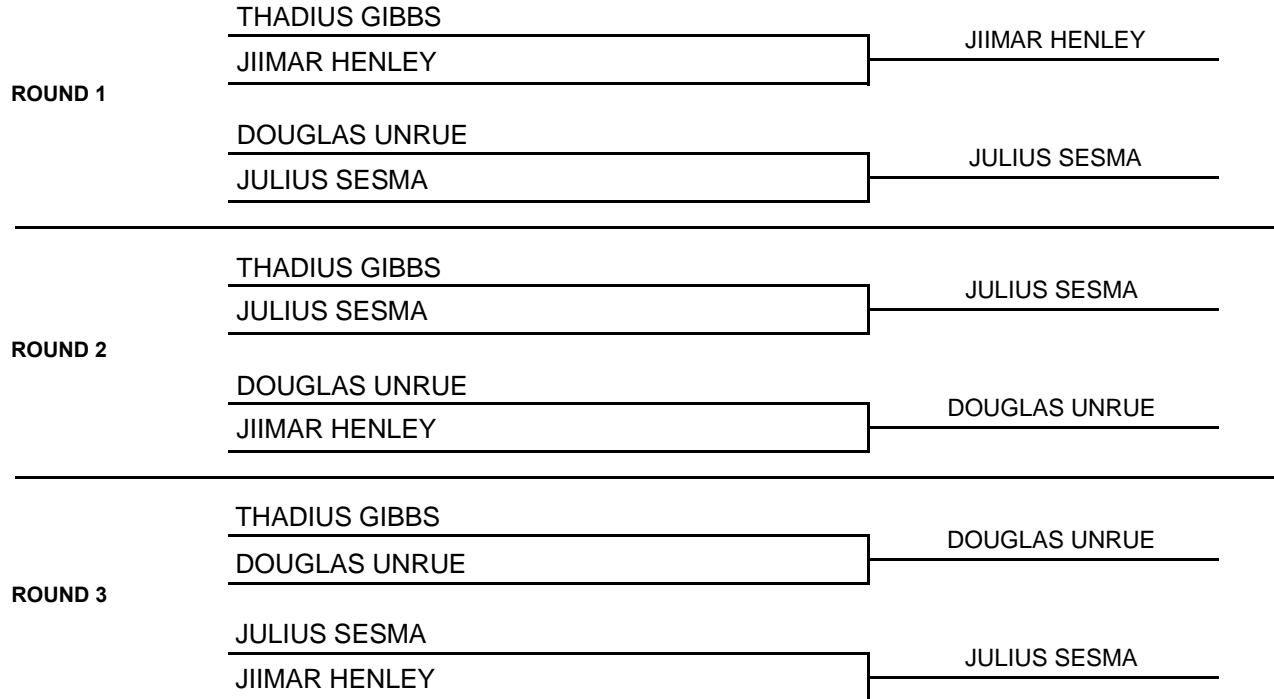 THADIUS GIBBS
JIIMAR HENLEY
JIIMAR HENLEY
ROUND 1
DOUGLAS UNRUE
JULIUS SESMA
JULIUS SESMA
THADIUS GIBBS
JULIUS SESMA
JULIUS SESMA
ROUND 2
DOUGLAS UNRUE
DOUGLAS UNRUE
JIIMAR HENLEY
THADIUS GIBBS
DOUGLAS UNRUE
DOUGLAS UNRUE
ROUND 3
JULIUS SESMA
JULIUS SESMA
JIIMAR HENLEY